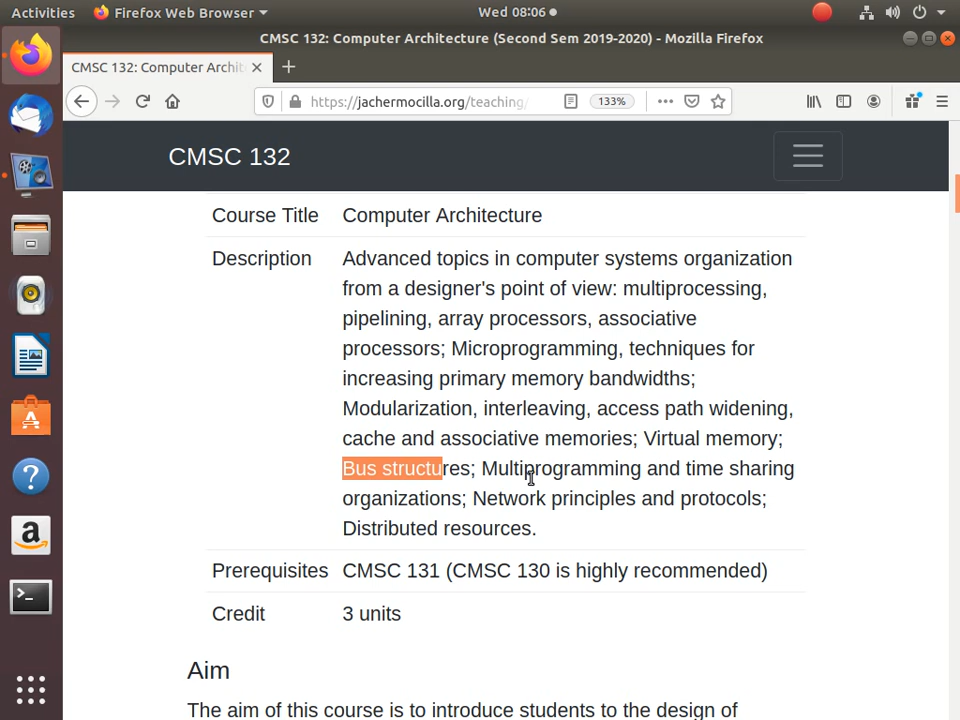 Activities
Firefox Web Browser
Wed 08:06
CMSC 132: Computer Architecture (Second Sem 2019-2020) - Mozilla Firefox
CMSC 132: Computer Archit
https://jachermocilla.org/teaching/
133%
CMSC 132
Course Title Computer Architecture
Description Advanced topics in computer systems organization
from a designer's point of view: multiprocessing,
pipelining, array processors, associative
processors; Microprogramming, techniques for
increasing primary memory bandwidths;
Modularization, interleaving, access path widening,
cache and associative memories; Virtual memory;
Bus structures; Multiprogramming and time sharing
organizations; Network principles and protocols;
Distributed resources.
Prerequisites CMSC 131 (CMSC 130 is highly recommended)
Credit 3 units
Aim
The aim of this course is to introduce students to the design of